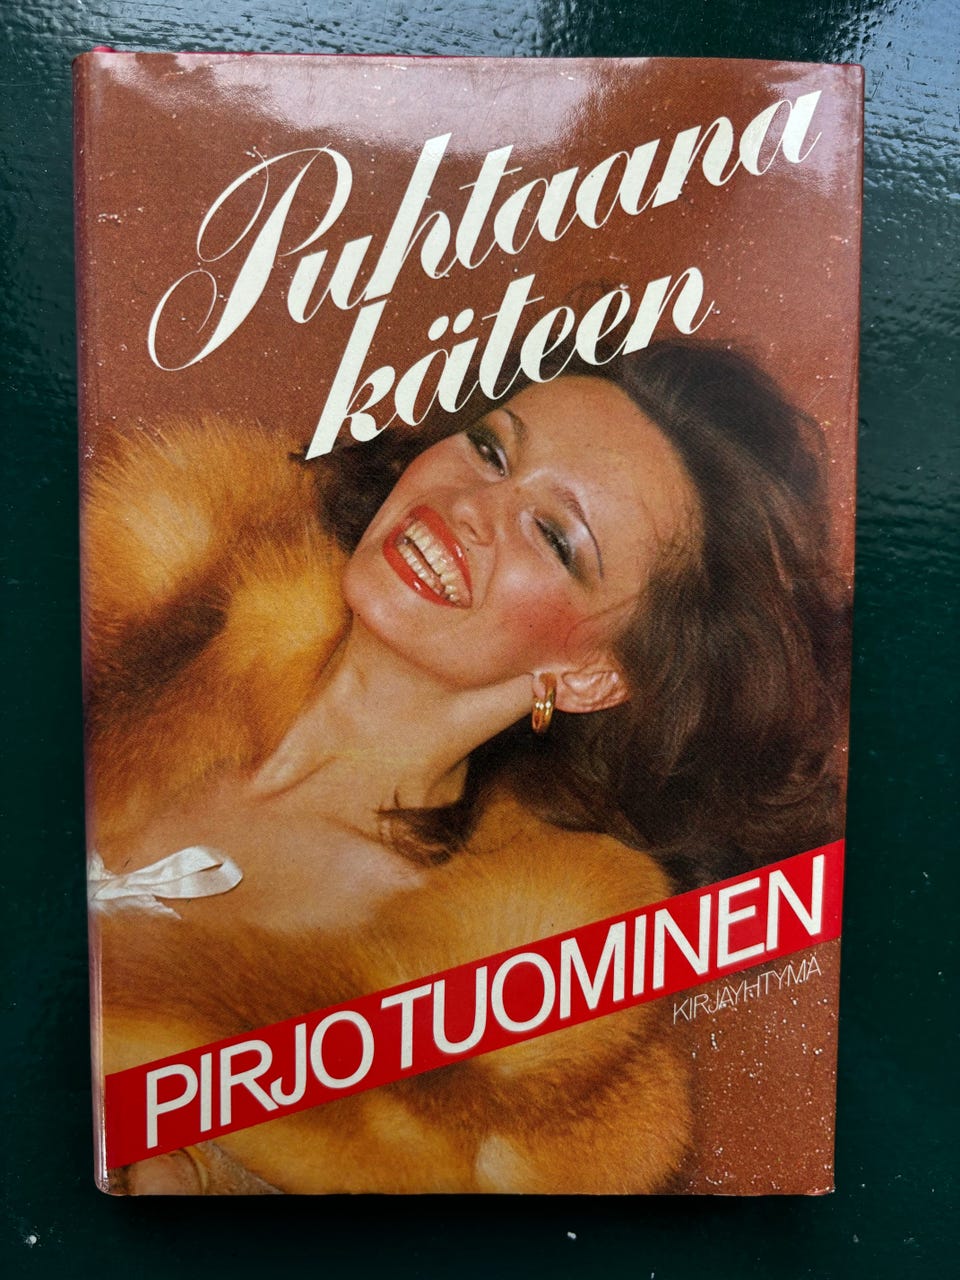 Puhtaana
käteen
PIRJO TUOMINEN
KIRJAYHTYMÄ